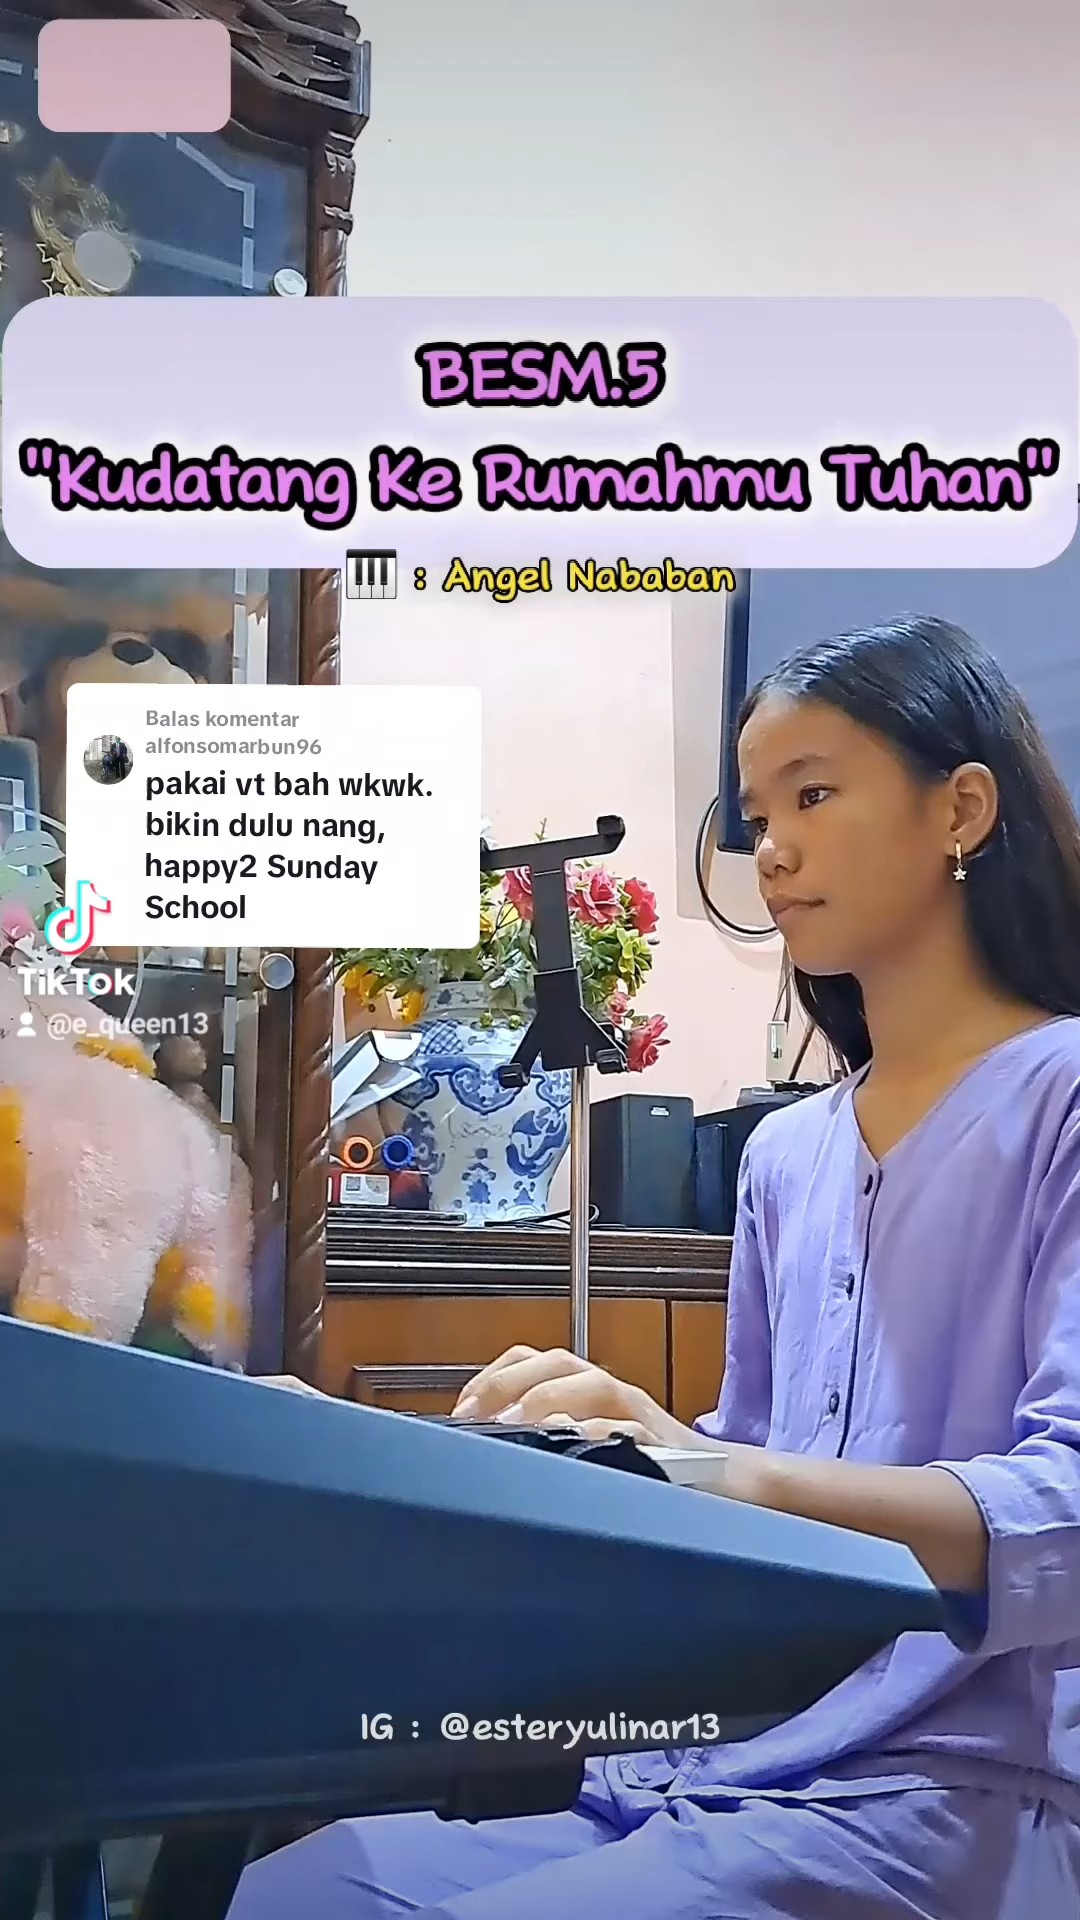 BESM.5
"Kudatang Ke Rumahmu Tuhan"
: Angel Nababan
Balas komentar
alfonsomarbun96
pakai vt bah wkwk.
bikin dulu nang,
happy2 Sunday
School
TikTok
@e_queen13
IG : @esteryulinar13